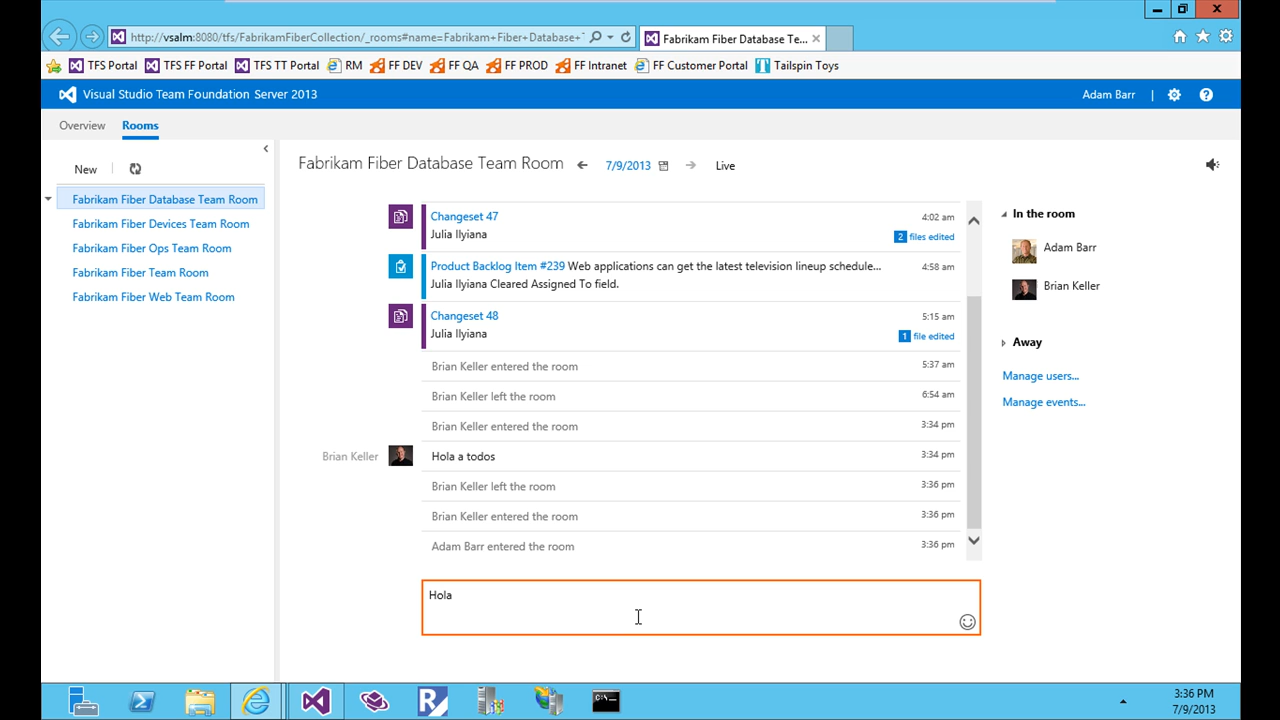 http://vsalm:8080/tfs/FabrikamFiberCollection/_rooms#name=Fabrikam+Fiber+Database+
Fabrikam Fiber Database Te...
TFS Portal
TFS FF Portal
TFS TT Portal
RM
FF DEV
FF QA
FF PROD
FF Intranet
FF Customer Portal
Tailspin Toys
Visual Studio Team Foundation Server 2013
Adam Barr
Overview
Rooms
New
Fabrikam Fiber Database Team Room
Fabrikam Fiber Devices Team Room
Fabrikam Fiber Ops Team Room
Fabrikam Fiber Team Room
Fabrikam Fiber Web Team Room
Fabrikam Fiber Database Team Room
7/9/2013
Live
Changeset 47
4:02 am
Julia Ilyiana
2 files edited
Product Backlog Item #239 Web applications can get the latest television lineup schedule...
4:58 am
Julia Ilyiana Cleared Assigned To field.
Changeset 48
5:15 am
Julia Ilyiana
1 file edited
Brian Keller entered the room
5:37 am
Brian Keller left the room
6:54 am
Brian Keller entered the room
3:34 pm
Brian Keller
Hola a todos
3:34 pm
Brian Keller left the room
3:36 pm
Brian Keller entered the room
3:36 pm
Adam Barr entered the room
3:36 pm
Hola
In the room
Adam Barr
Brian Keller
Away
Manage users...
Manage events...
3:36 PM
7/9/2013